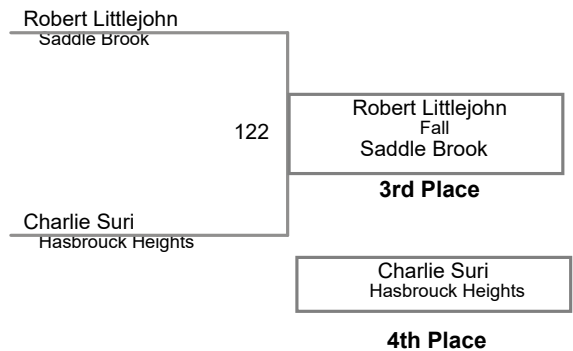 Robert Littlejohn
Saddle Brook
122
Robert Littlejohn
Fall
Saddle Brook
3rd Place
Charlie Suri
Hasbrouck Heights
Charlie Suri
Hasbrouck Heights
4th Place